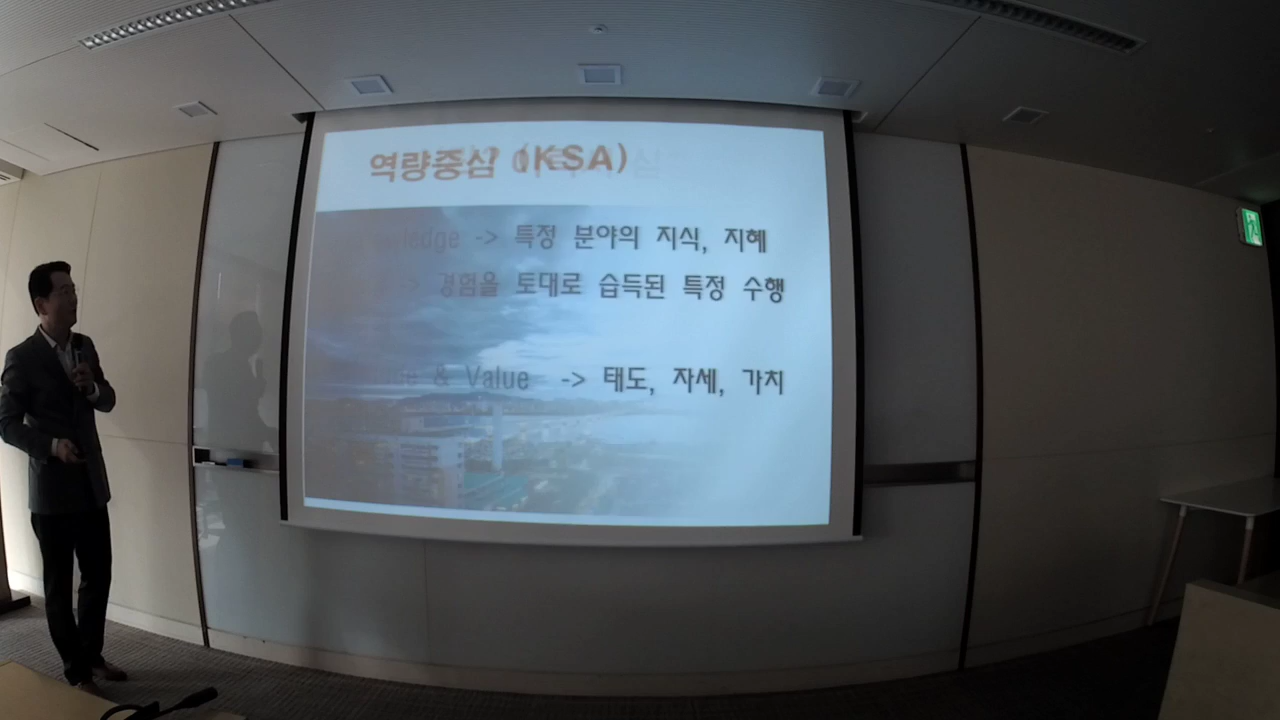 역량중심 (KSA)
-> 특정 분야의 지식, 지혜
경험을 토대로 습득된 특정 수행
& Value -> 태도, 자세, 가치